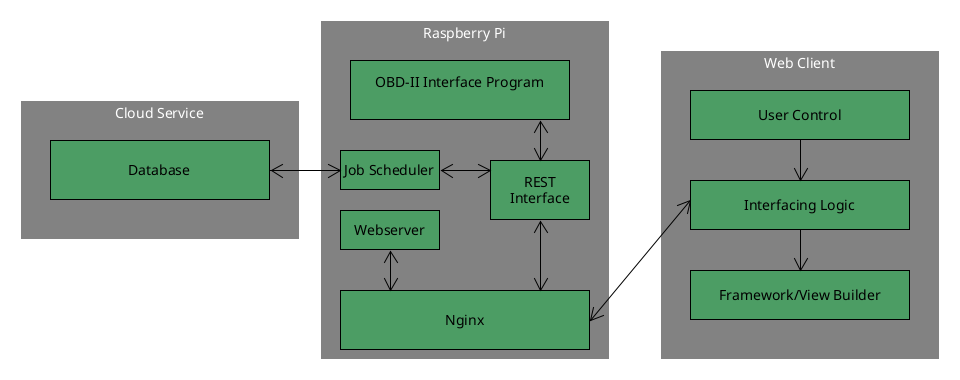 Cloud Service
Database
Raspberry Pi
OBD-II Interface Program
Job Scheduler
REST
Interface
Webserver
Nginx
Web Client
User Control
Interfacing Logic
Framework/View Builder